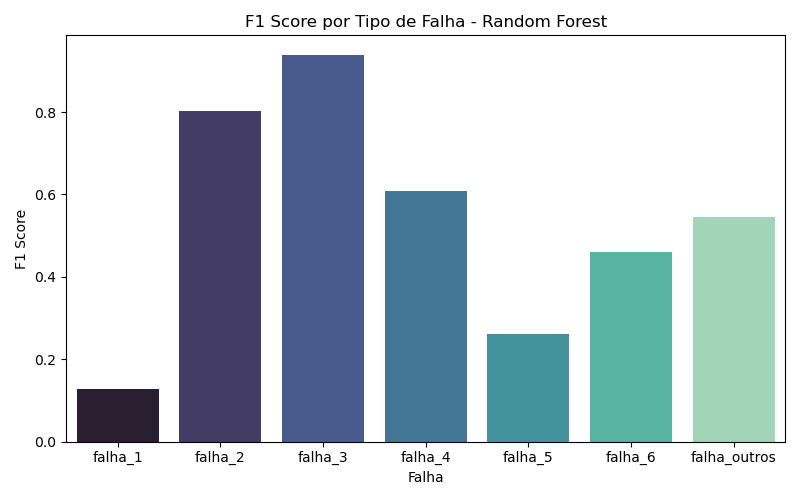 F1 Score por Tipo de Falha - Random Forest
F1 Score
0.8
0.6
0.4
0.2
0.0
falha_1 falha_2 falha_3 falha_4 falha_5 falha_6 falha_outros
Falha